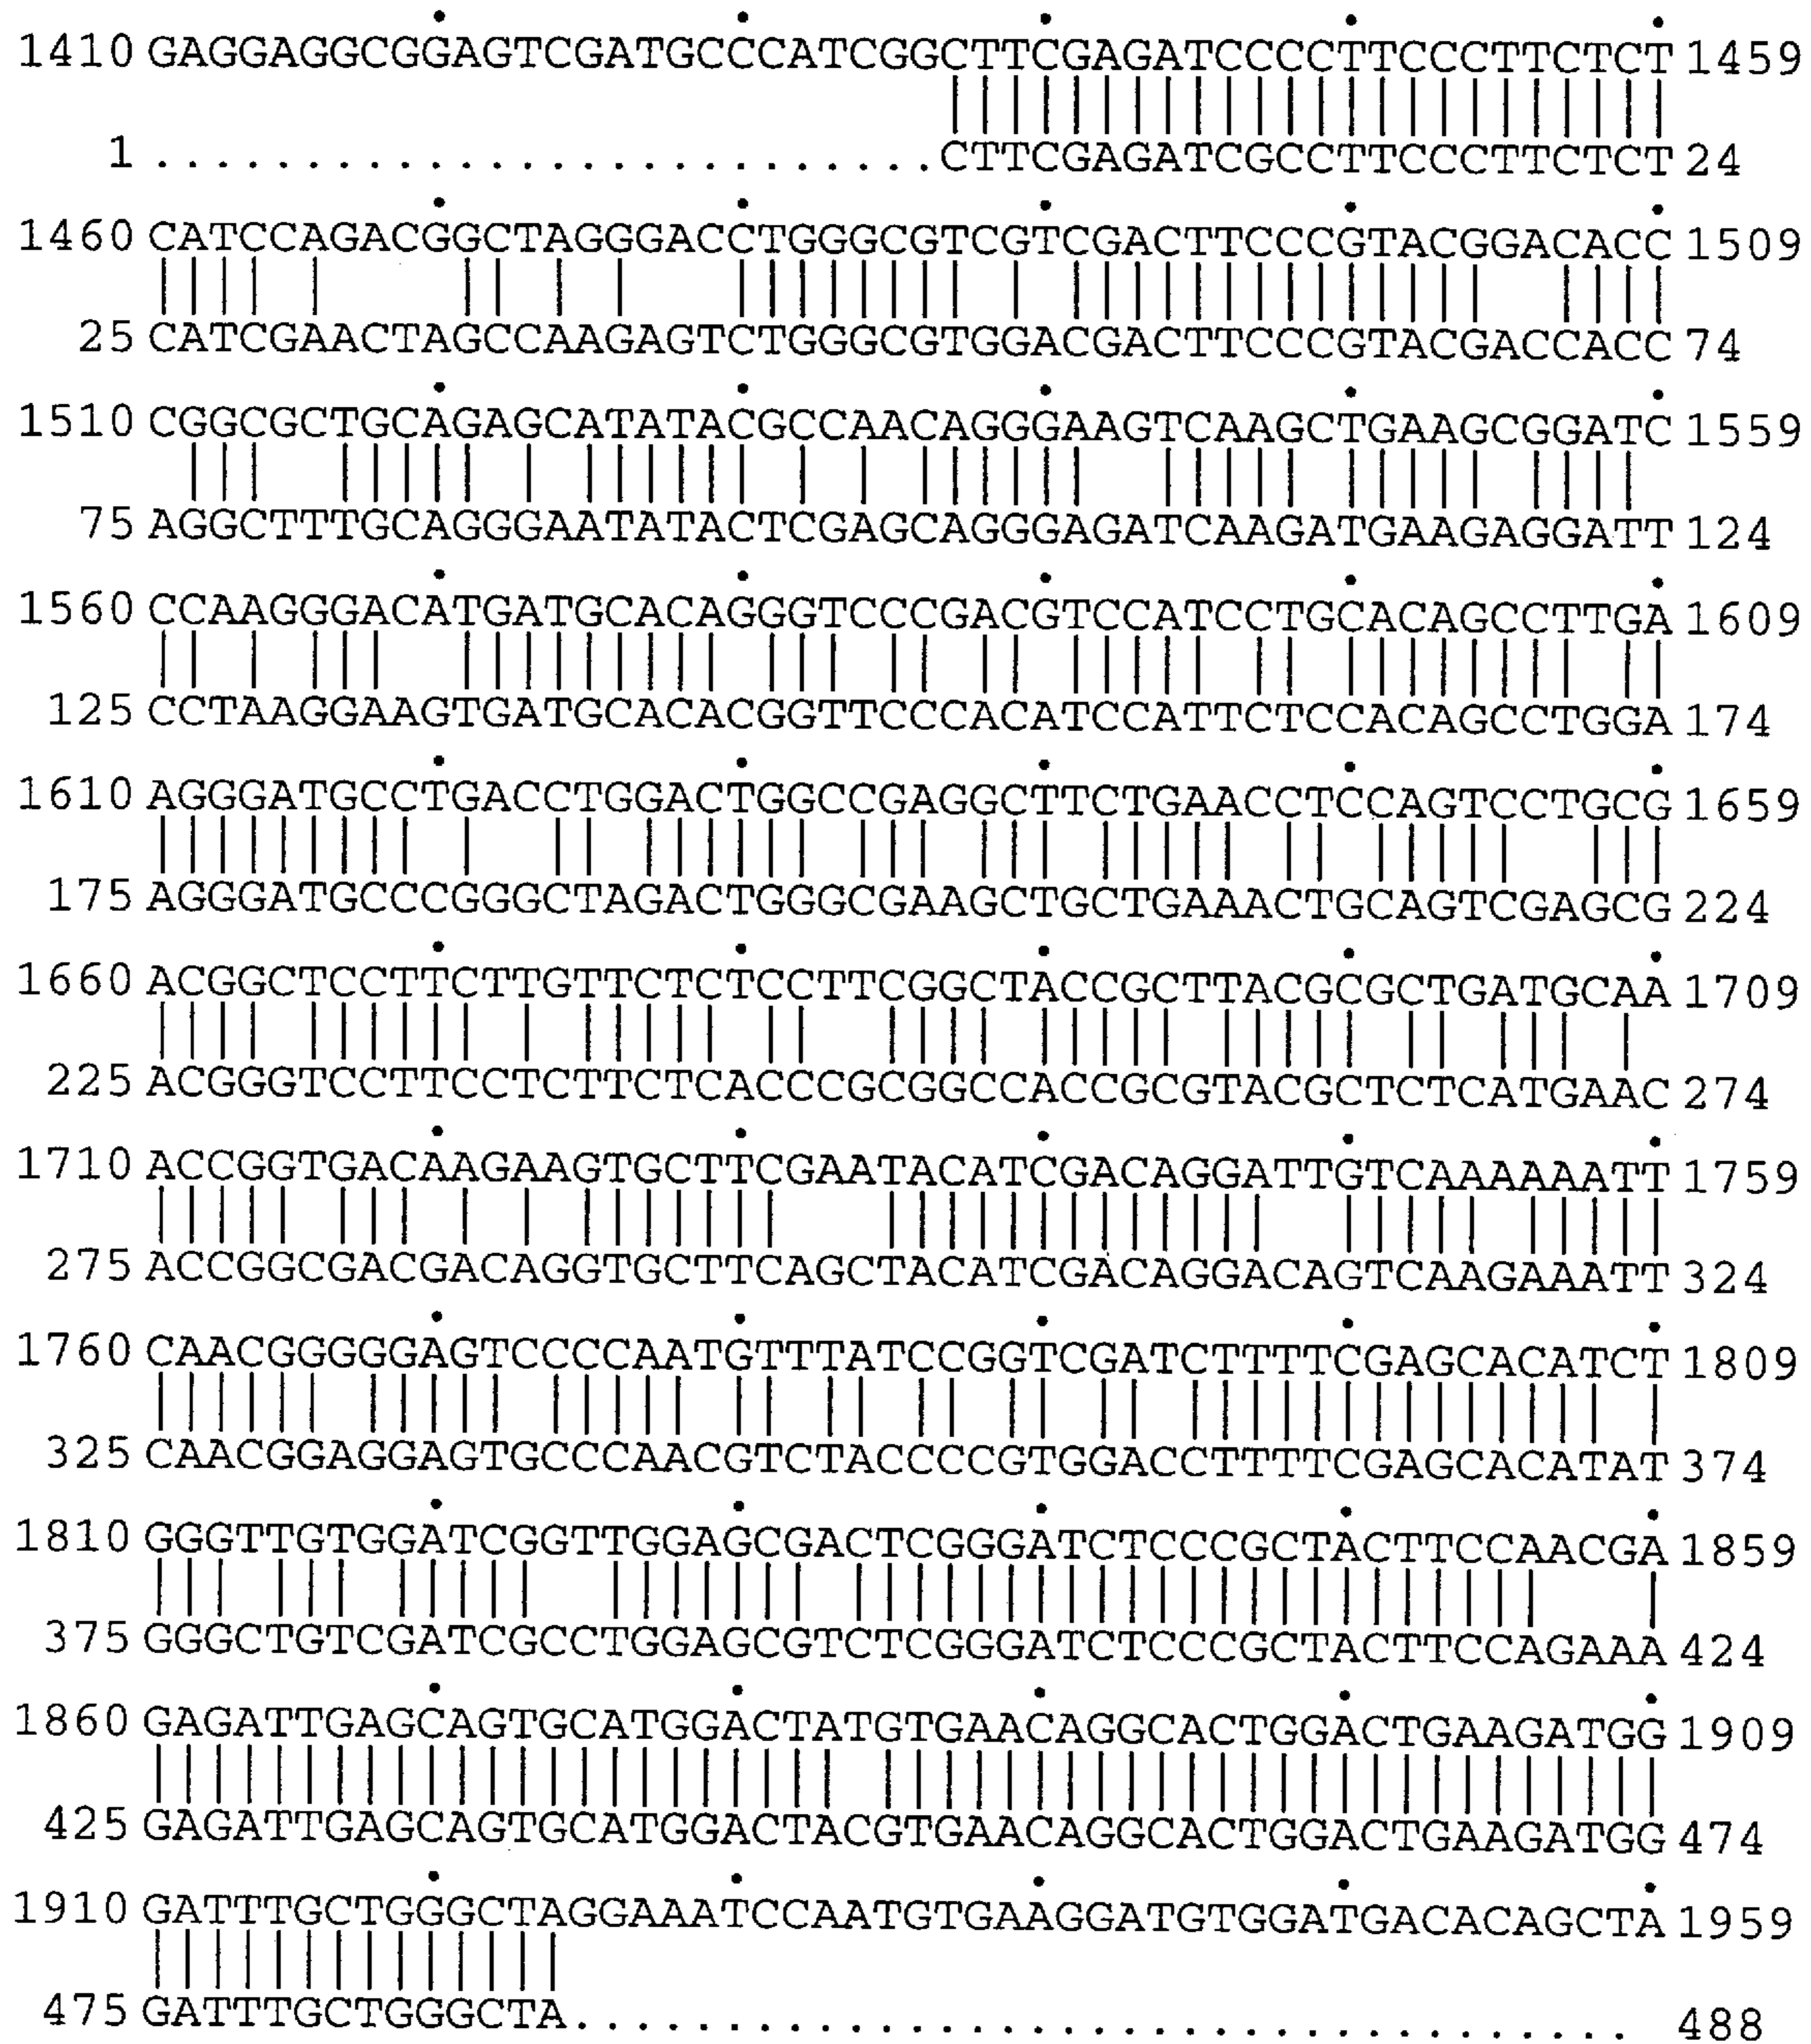 1410 GAGGAGGCGGAGTCGATGCCCATCGGCTTCGAGATCCCCTTCCCTTCTCT 1459
1 ..........................CTTCGAGATCGCCTTCCCTTCTCT 24
1460 CATCCAGACGGCTAGGGACCTGGGCGTCGTCGACTTCCCGTACGGACACC 1509
25 CATCGAACTAGCCAAGAGTCTGGGCGTGGACGACTTCCCGTACGACCACC 74
1510 CGGCGCTGCAGAGCATATACGCCAACAGGGAAGTCAAGCTGAAGCGGATC 1559
75 AGGCTTTGCAGGGAATATACTCGAGCAGGGAGATCAAGATGAAGAGGATT 124
1560 CCAAGGGACATGATGCACAGGGTCCCGACGTCCATCCTGCACAGCCTTGA 1609
125 CCTAAGGAAGTGATGCACACGGTTCCCACATCCATTCTCCACAGCCTGGA 174
1610 AGGGATGCCTGACCTGGACTGGCCGAGGCTTCTGAACCTCCAGTCCTGCG 1659
175 AGGGATGCCCGGGCTAGACTGGGCGAAGCTGCTGAAACTGCAGTCGAGCG 224
1660 ACGGCTCCTTCTTGTTCTCTCCTTCGGCTACCGCTTACGCGCTGATGCAA 1709
225 ACGGGTCCTTCCTCTTCTCACCCGCGGCCACCGCGTACGCTCTCATGAAC 274
1710 ACCGGTGACAAGAAGTGCTTCGAATACATCGACAGGATTGTCAAAAAATT 1759
275 ACCGGCGACGACAGGTGCTTCAGCTACATCGACAGGACAGTCAAGAAATT 324
1760 CAACGGGGGAGTCCCCAATGTTTATCCGGTCGATCTTTTCGAGCACATCT 1809
325 CAACGGAGGAGTGCCCAACGTCTACCCCGTGGACCTTTTCGAGCACATAT 374
1810 GGGTTGTGGATCGGTTGGAGCGACTCGGGATCTCCCGCTACTTCCAACGA 1859
375 GGGCTGTCGATCGCCTGGAGCGTCTCGGGATCTCCCGCTACTTCCAGAAA 424
1860 GAGATTGAGCAGTGCATGGACTATGTGAACAGGCACTGGACTGAAGATGG 1909
425 GAGATTGAGCAGTGCATGGACTACGTGAACAGGCACTGGACTGAAGATGG 474
1910 GATTTGCTGGGCTAGGAAATCCAATGTGAAGGATGTGGATGACACAGCTA 1959
475 GATTTGCTGGGCTA.................................... 488